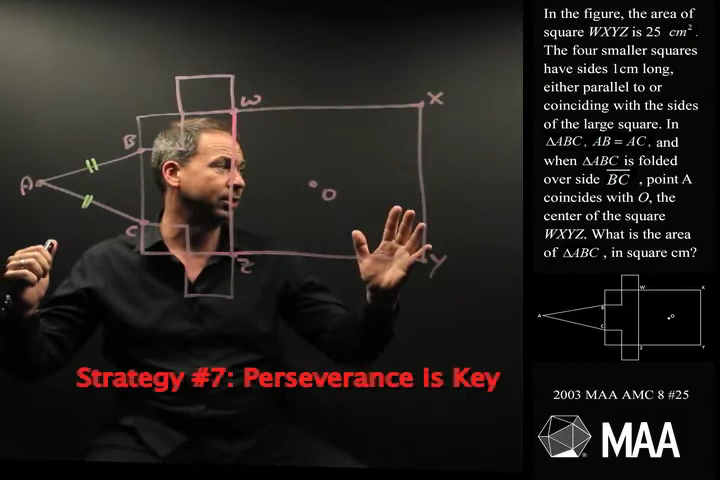 In the figure, the area of
square WXYZ is 25 cm².
The four smaller squares
have sides 1cm long,
either parallel to or
coinciding with the sides
of the large square. In
ΔABC, AB = AC, and
when ΔABC is folded
over side BC, point A
coincides with O, the
center of the square
WXYZ. What is the area
of ΔABC, in square cm?
W
X
B
A
O
C
Z
Y
W
X
B
A
O
C
Z
Y
Strategy #7: Perseverance is Key
2003 MAA AMC 8 #25
MAA